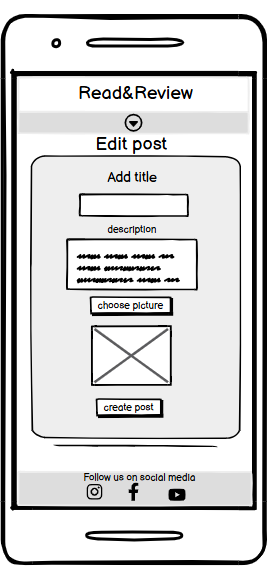 Read&Review
Edit post
Add title
description
choose picture
create post
Follow us on social media